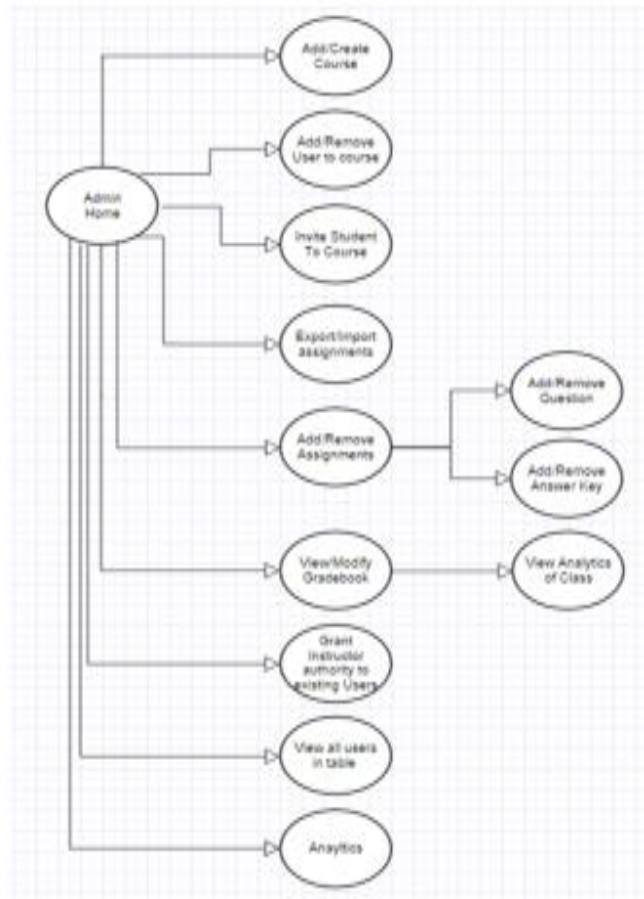 Add/Create
Course
Add/Remove
User to course
Admin
Home
Invite Student
To Course
Export/Import
assignments
Add/Remove
Question
Add/Remove
Assignments
Add/Remove
Answer Key
View/Modify
Gradebook
View Analytics
of Class
Grant
Instructor
authority to
existing Users
View all users
in table
Anaytics